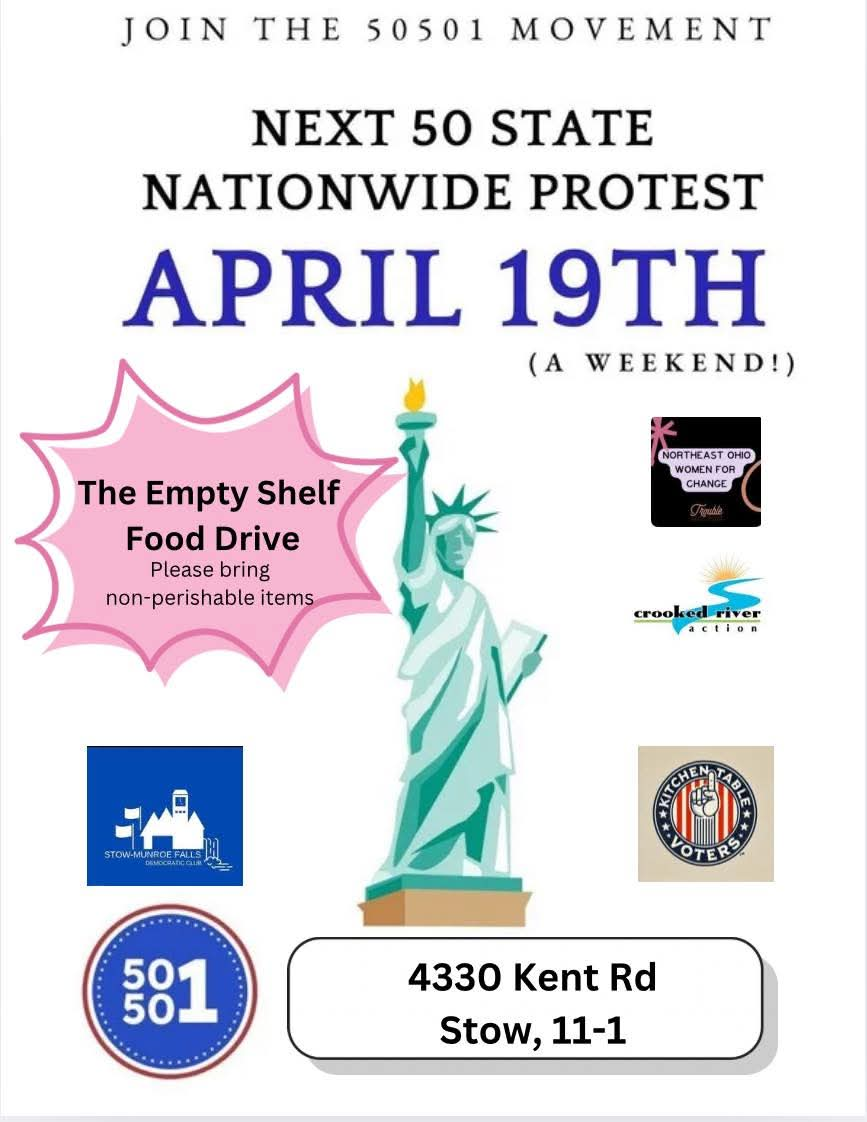 JOIN THE 50501 MOVEMENT
NEXT 50 STATE
NATIONWIDE PROTEST
APRIL 19TH
(A WEEKEND!)
The Empty Shelf
Food Drive
Please bring
non-perishable items
NORTHEAST OHIO
WOMEN FOR
CHANGE
Trouble
crooked river
action
STOW-MUNROE FALLS
DEMOCRATIC CLUB
KITCHEN TABLE
VOTERS
TM
50
501
4330 Kent Rd
Stow, 11-1